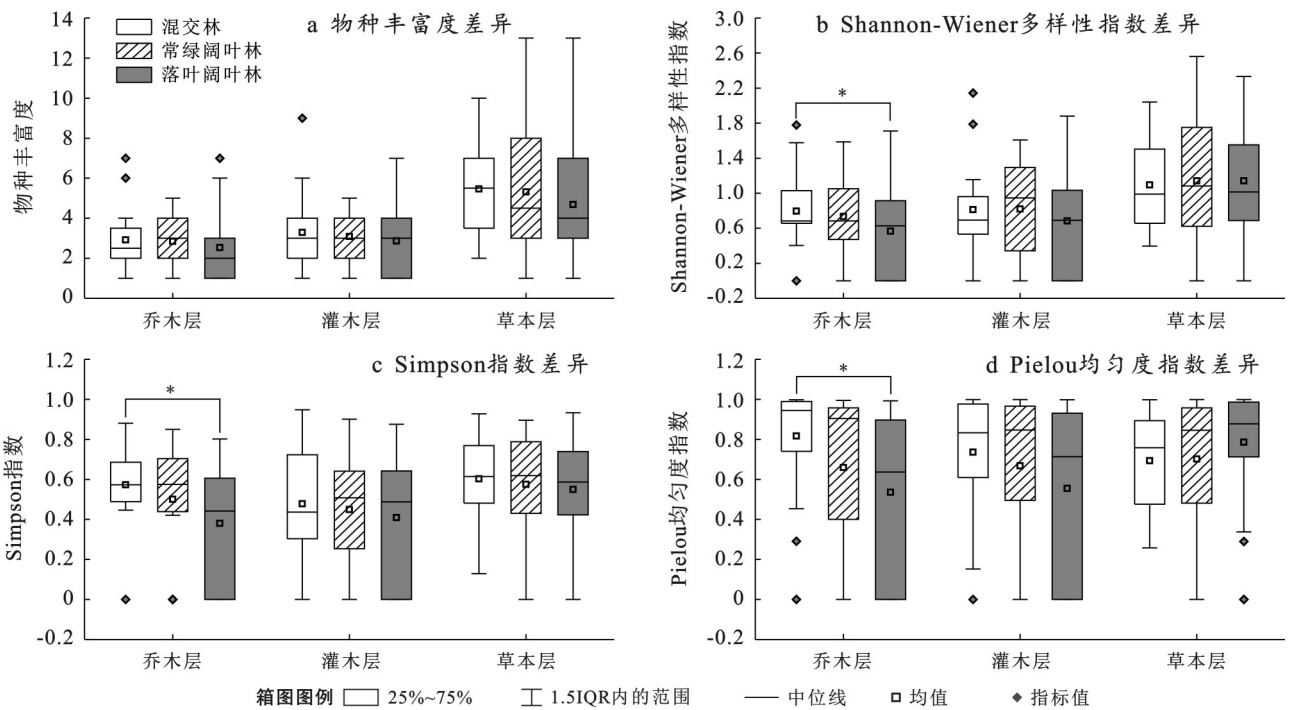 a 物种丰富度差异
混交林
常绿阔叶林
落叶阔叶林
物种丰富度
14
12
10
8
6
4
2
0
乔木层 灌木层 草本层
b Shannon-Wiener多样性指数差异
Shannon-Wiener多样性指数
3.0
2.6
2.2
1.8
1.4
1.0
0.6
0.2
-0.2
*
乔木层 灌木层 草本层
c Simpson指数差异
Simpson指数
1.2
1.0
0.8
0.6
0.4
0.2
0
-0.2
*
乔木层 灌木层 草本层
d Pielou均匀度指数差异
Pielou均匀度指数
1.2
1.0
0.8
0.6
0.4
0.2
0
-0.2
*
乔木层 灌木层 草本层
箱图图例 25%~75% 1.5IQR内的范围 中位线 均值 指标值